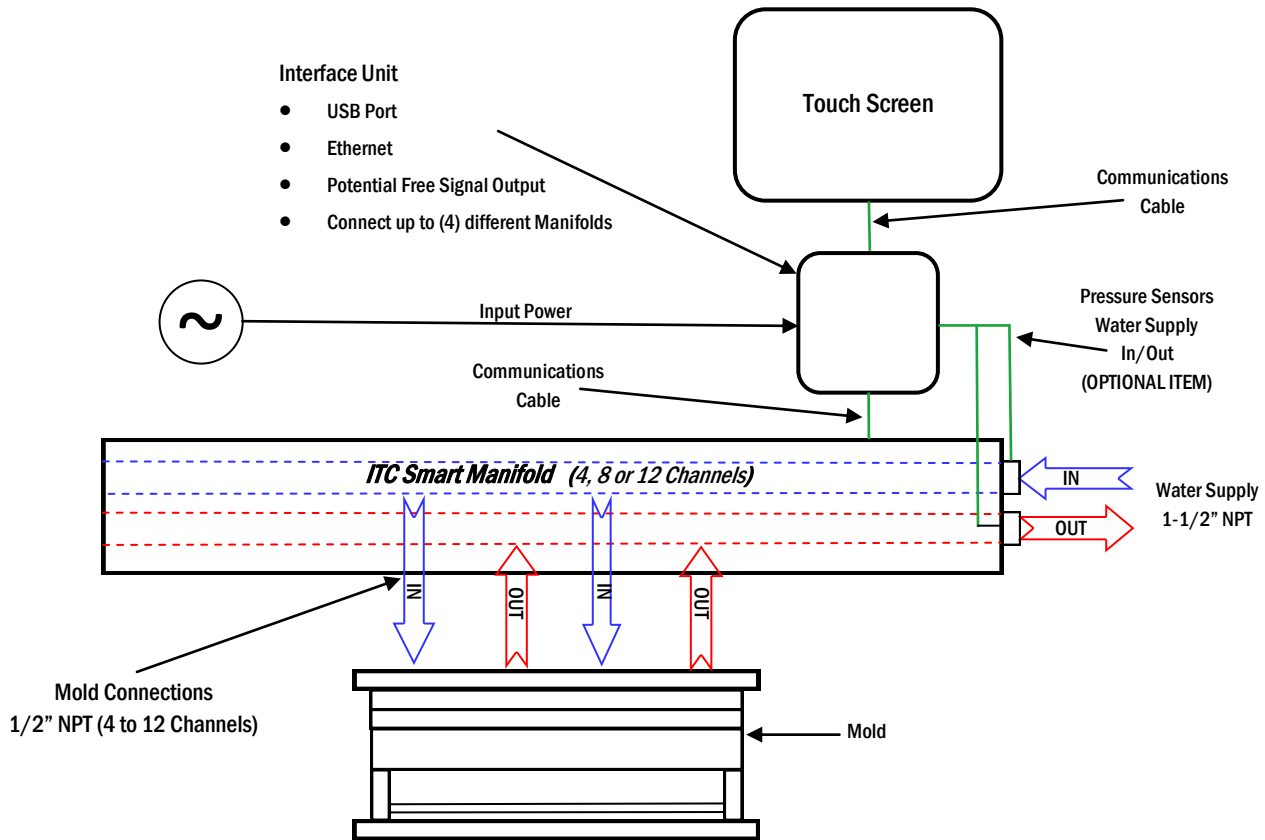 Interface Unit
● USB Port
● Ethernet
● Potential Free Signal Output
● Connect up to (4) different Manifolds
Touch Screen
Communications
Cable
~
Input Power
Pressure Sensors
Water Supply
In/Out
(OPTIONAL ITEM)
Communications
Cable
ITC Smart Manifold (4, 8 or 12 Channels)
IN
OUT
Water Supply
1-1/2” NPT
IN
OUT
IN
OUT
Mold Connections
1/2” NPT (4 to 12 Channels)
Mold